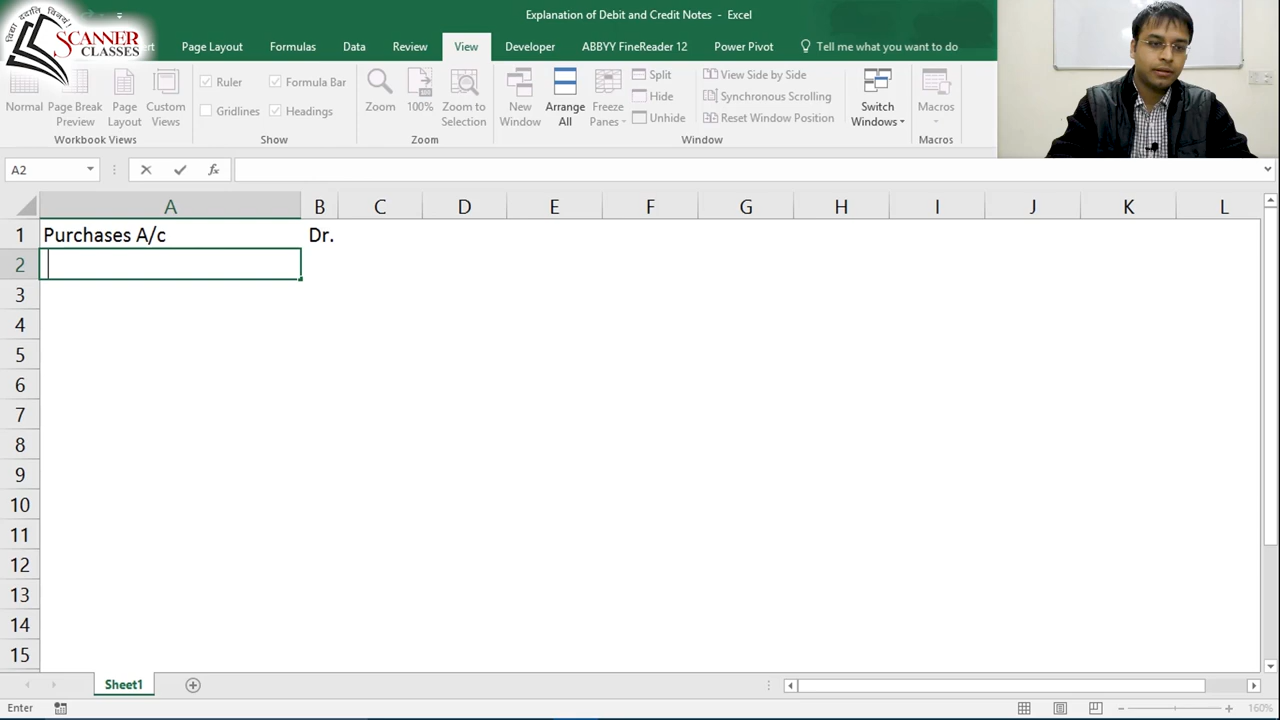 विद्या ददाति विनयं
SCANNER
CLASSES
Explanation of Debit and Credit Notes - Excel
Page Layout Formulas Data Review View Developer ABBYY FineReader 12 Power Pivot Tell me what you want to do
Normal
Page Break
Preview
Page
Layout
Custom
Views
Workbook Views
Ruler
Formula Bar
Gridlines
Headings
Show
Zoom
100%
Zoom to
Selection
Zoom
New
Window
Arrange
All
Freeze
Panes
Split
Hide
Unhide
View Side by Side
Synchronous Scrolling
Reset Window Position
Window
Switch
Windows
Macros
Macros
A2
fx
A B C D E F G H I J K L
1 Purchases A/c Dr.
2
3
4
5
6
7
8
9
10
11
12
13
14
15
Sheet1
Enter
160%